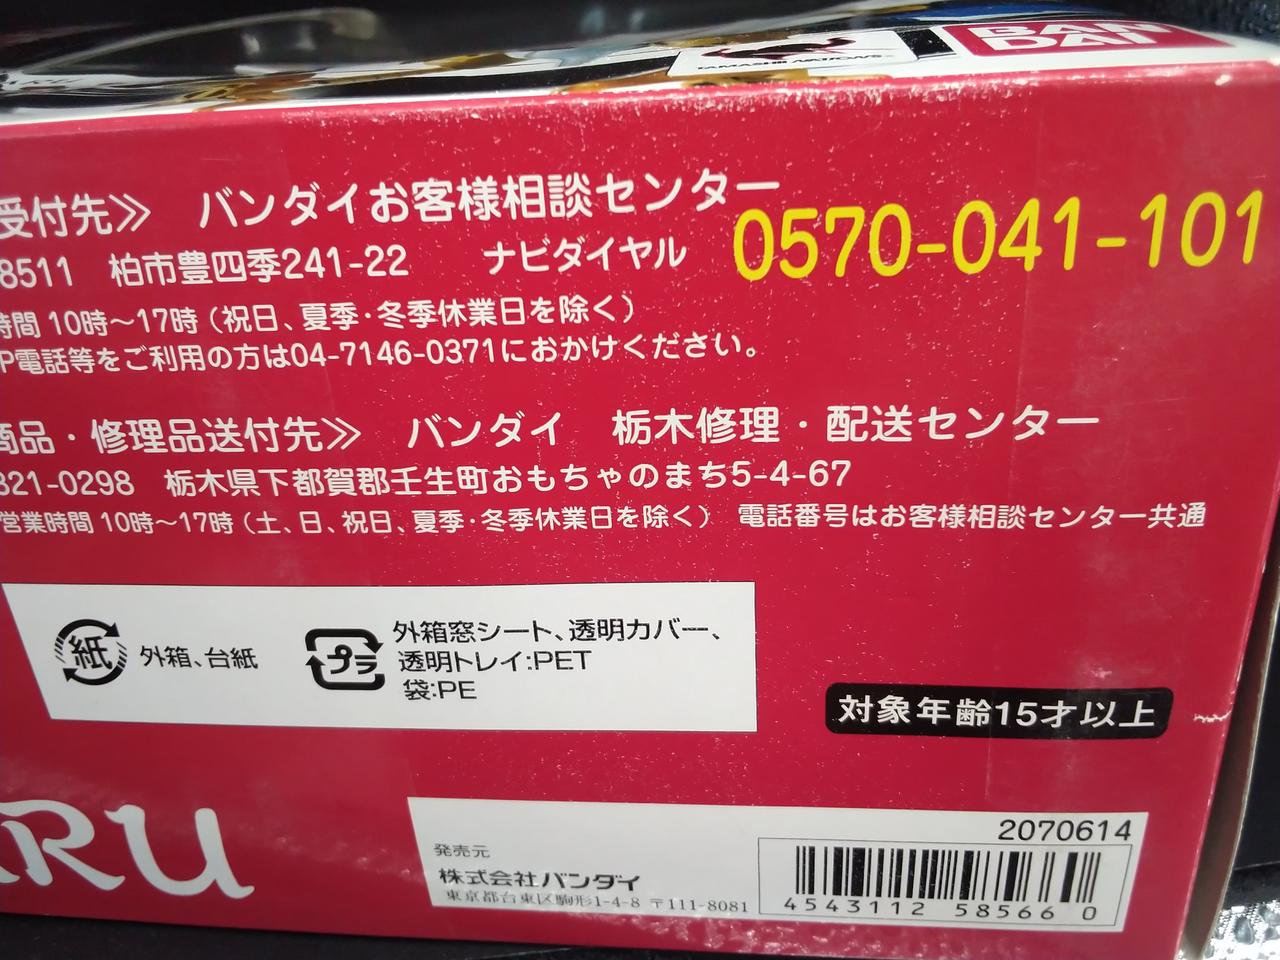 TAMASHII NATIONS
BAN
DAI
受付先≫ バンダイお客様相談センター
0570-041-101
8511 柏市豊四季241-22 ナビダイヤル
時間 10時～17時（祝日、夏季・冬季休業日を除く）
P電話等をご利用の方は04-7146-0371におかけください。
商品・修理品送付先≫ バンダイ 栃木修理・配送センター
321-0298 栃木県下都賀郡壬生町おもちゃのまち5-4-67
営業時間 10時～17時（土、日、祝日、夏季・冬季休業日を除く） 電話番号はお客様相談センター共通
紙
外箱、台紙
プラ
外箱窓シート、透明カバー、
透明トレイ:PET
袋:PE
対象年齢15才以上
RU
2070614
発売元
株式会社バンダイ
東京都台東区駒形1-4-8 〒111-8081
4543112 58566 0